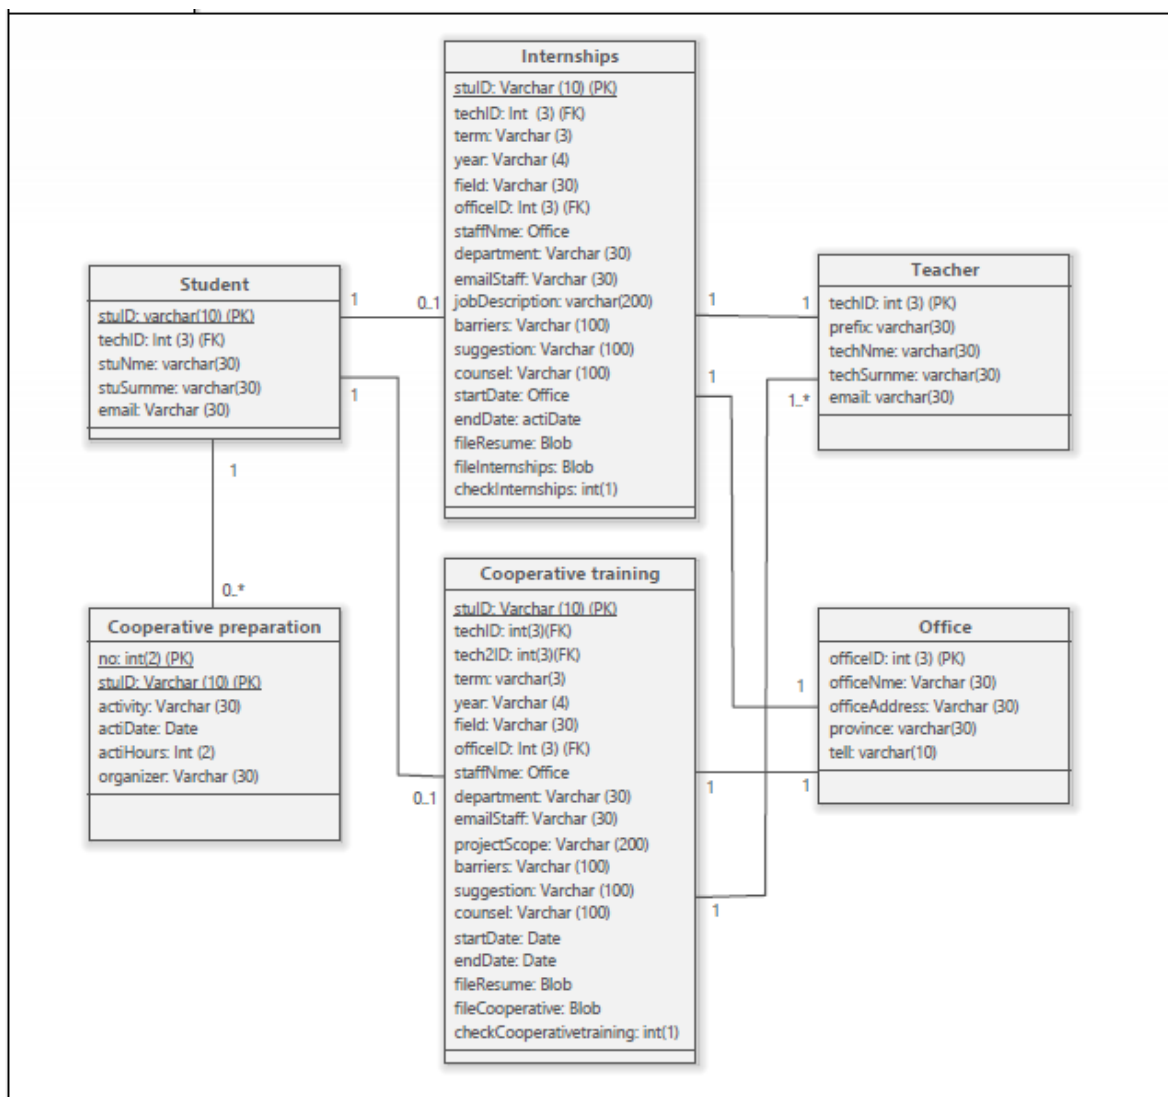 Internships
stuID: Varchar (10) (PK)
techID: Int  (3) (FK)
term: Varchar (3)
year: Varchar (4)
field: Varchar (30)
officeID: Int (3) (FK)
staffNme: Office
department: Varchar (30)
emailStaff: Varchar (30)
jobDescription: varchar(200)
barriers: Varchar (100)
suggestion: Varchar (100)
counsel: Varchar (100)
startDate: Office
endDate: actiDate
fileResume: Blob
fileInternships: Blob
checkInternships: int(1)
Student
stuID: varchar(10) (PK)
techID: Int (3) (FK)
stuNme: varchar(30)
stuSurnme: varchar(30)
email: Varchar (30)
1
0..1
1
1
Teacher
techID: int (3) (PK)
prefix: varchar(30)
techNme: varchar(30)
techSurnme: varchar(30)
email: varchar(30)
1
1
1
1..*
1
0..*
Cooperative preparation
no: int(2) (PK)
stuID: Varchar (10) (PK)
activity: Varchar (30)
actiDate: Date
actiHours: Int (2)
organizer: Varchar (30)
Cooperative training
stuID: Varchar (10) (PK)
techID: int(3)(FK)
tech2ID: int(3)(FK)
term: varchar(3)
year: Varchar (4)
field: Varchar (30)
officeID: Int (3) (FK)
staffNme: Office
department: Varchar (30)
emailStaff: Varchar (30)
projectScope: Varchar (200)
barriers: Varchar (100)
suggestion: Varchar (100)
counsel: Varchar (100)
startDate: Date
endDate: Date
fileResume: Blob
fileCooperative: Blob
checkCooperativetraining: int(1)
Office
officeID: int (3) (PK)
officeNme: Varchar (30)
officeAddress: Varchar (30)
province: varchar(30)
tell: varchar(10)
1
0..1
1
1
1